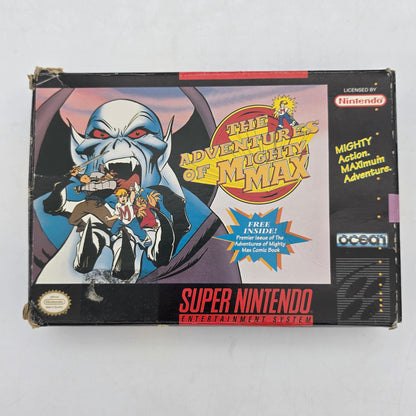 LICENSED BY
Nintendo
THE
ADVENTURES
OF MIGHTY
MAX
MIGHTY
Action.
MAXimum
Adventure.
FREE
INSIDE!
Premier Issue of The
Adventures of Mighty
Max Comic Book
ocean
SUPER NINTENDO
ENTERTAINMENT SYSTEM